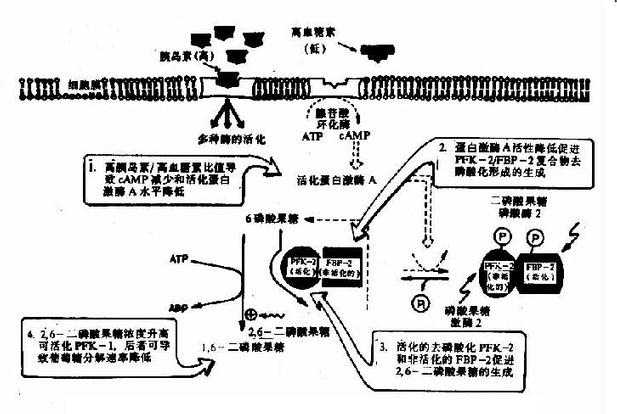 胰岛素(高)
高血糖素
(低)
细胞膜
多种酶的活化
腺苷酸
环化酶
ATP
cAMP
1. 高胰岛素/高血糖素比值导
致 cAMP 减少和活化蛋白
激酶 A 水平降低
活化蛋白激酶 A
2. 蛋白激酶 A 活性降低促进
PFK-2/FBP-2 复合物去
磷酸化形成的生成
二磷酸果糖
磷酸酶 2
6 磷酸果糖
ATP
ADP
PFK-2
(活化)
FBP-2
(非活化的)
Pi
P
P
PFK-2
(非活
化的)
FBP-2
(活化)
磷酸果糖
激酶 2
2,6-二磷酸果糖
1,6-二磷酸果糖
4. 2,6-二磷酸果糖浓度升高
可活化 PFK-1, 后者可导
致葡萄糖分解速率降低
3. 活化的去磷酸化 PFK-2
和非活化的 FBP-2 促进
2,6-二磷酸果糖的生成